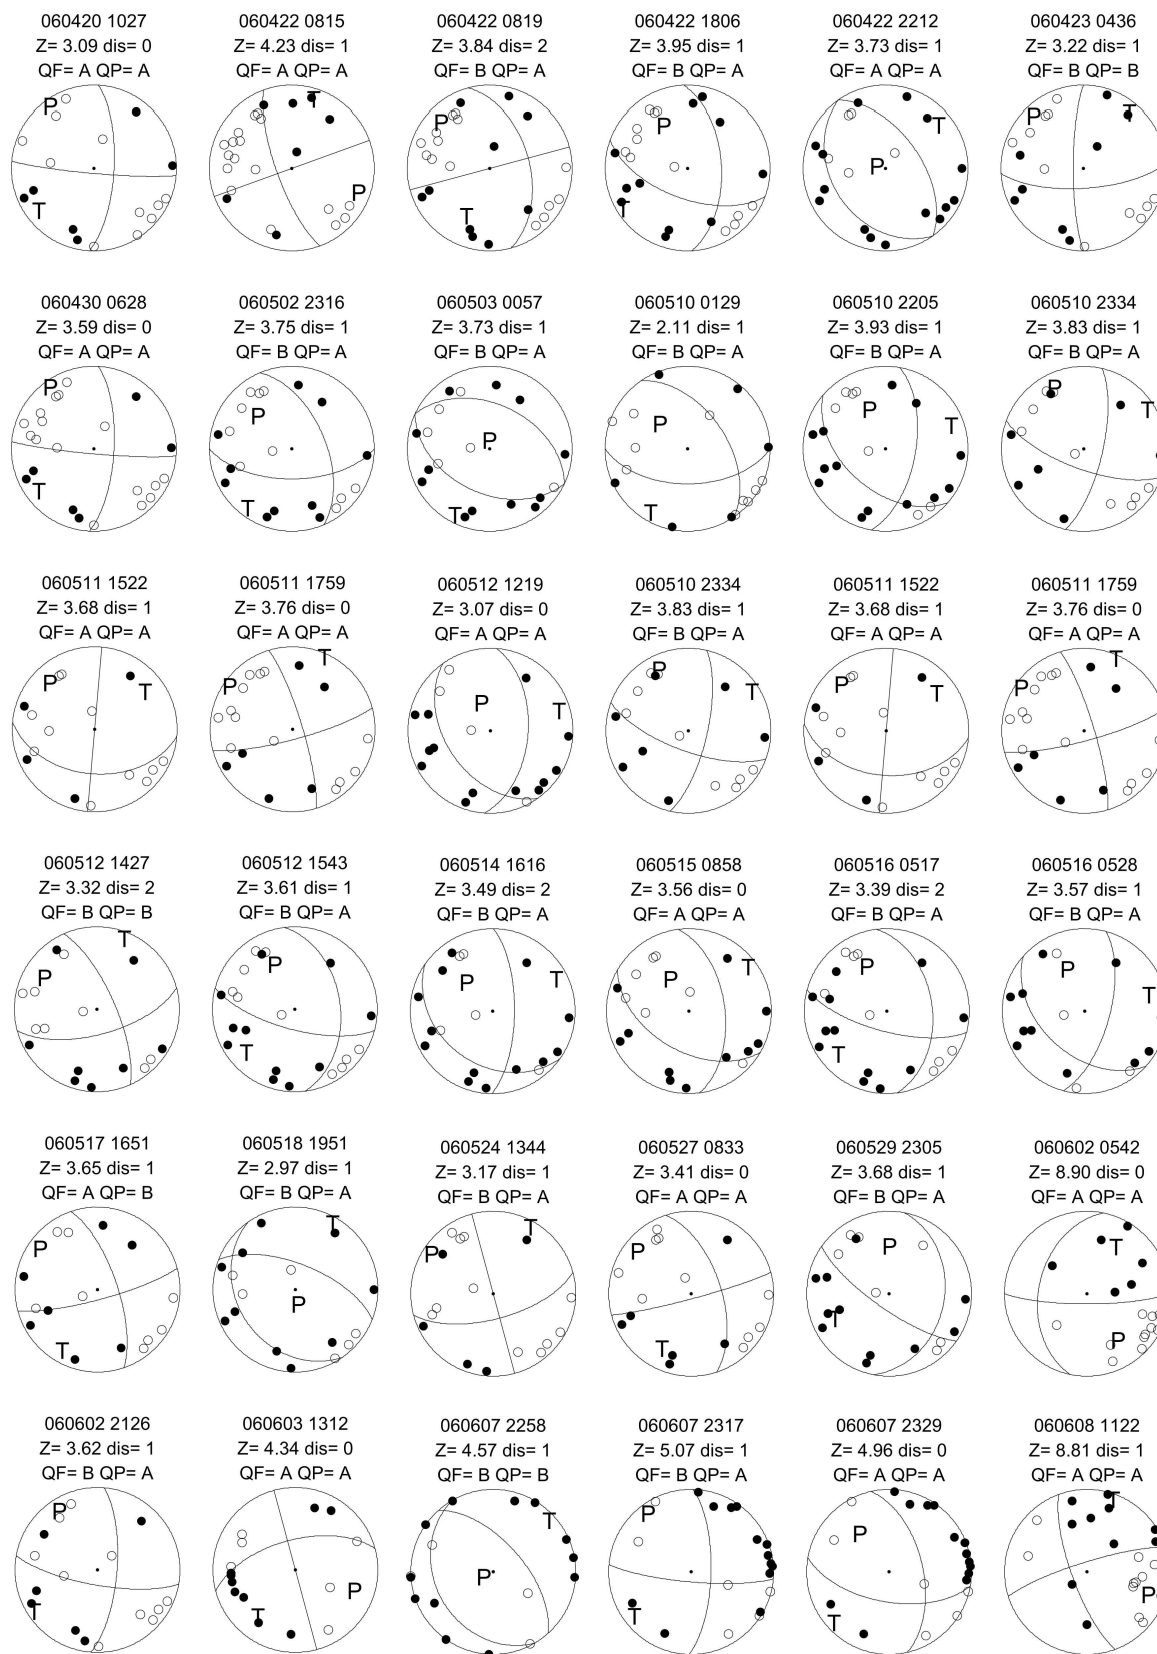 060420 1027
Z= 3.09 dis= 0
QF= A QP= A
P
T
060422 0815
Z= 4.23 dis= 1
QF= A QP= A
T
P
060422 0819
Z= 3.84 dis= 2
QF= B QP= A
P
T
060422 1806
Z= 3.95 dis= 1
QF= B QP= A
P
T
060422 2212
Z= 3.73 dis= 1
QF= A QP= A
T
P
060423 0436
Z= 3.22 dis= 1
QF= B QP= B
P
T
060430 0628
Z= 3.59 dis= 0
QF= A QP= A
P
T
060502 2316
Z= 3.75 dis= 1
QF= B QP= A
P
T
060503 0057
Z= 3.73 dis= 1
QF= B QP= A
P
T
060510 0129
Z= 2.11 dis= 1
QF= B QP= A
P
T
060510 2205
Z= 3.93 dis= 1
QF= B QP= A
P
T
060510 2334
Z= 3.83 dis= 1
QF= B QP= A
P
T
060511 1522
Z= 3.68 dis= 1
QF= A QP= A
P
T
060511 1759
Z= 3.76 dis= 0
QF= A QP= A
T
P
060512 1219
Z= 3.07 dis= 0
QF= A QP= A
P
T
060510 2334
Z= 3.83 dis= 1
QF= B QP= A
P
T
060511 1522
Z= 3.68 dis= 1
QF= A QP= A
P
T
060511 1759
Z= 3.76 dis= 0
QF= A QP= A
T
P
060512 1427
Z= 3.32 dis= 2
QF= B QP= B
T
P
060512 1543
Z= 3.61 dis= 1
QF= B QP= A
P
T
060514 1616
Z= 3.49 dis= 2
QF= B QP= A
P
T
060515 0858
Z= 3.56 dis= 0
QF= A QP= A
P
T
060516 0517
Z= 3.39 dis= 2
QF= B QP= A
P
T
060516 0528
Z= 3.57 dis= 1
QF= A QP= A
P
T
060517 1651
Z= 3.65 dis= 1
QF= A QP= B
P
T
060518 1951
Z= 2.97 dis= 1
QF= B QP= A
T
P
060524 1344
Z= 3.17 dis= 1
QF= B QP= A
T
P
060527 0833
Z= 3.41 dis= 0
QF= A QP= A
P
T
060529 2305
Z= 3.68 dis= 1
QF= B QP= A
P
T
060602 0542
Z= 8.90 dis= 0
QF= A QP= A
T
P
060602 2126
Z= 3.62 dis= 1
QF= B QP= A
P
T
060603 1312
Z= 4.34 dis= 0
QF= A QP= A
P
T
060607 2258
Z= 4.57 dis= 1
QF= B QP= B
T
P
060607 2317
Z= 5.07 dis= 1
QF= B QP= A
P
T
060607 2329
Z= 4.96 dis= 0
QF= A QP= A
P
T
060608 1122
Z= 8.81 dis= 1
QF= A QP= A
T
P